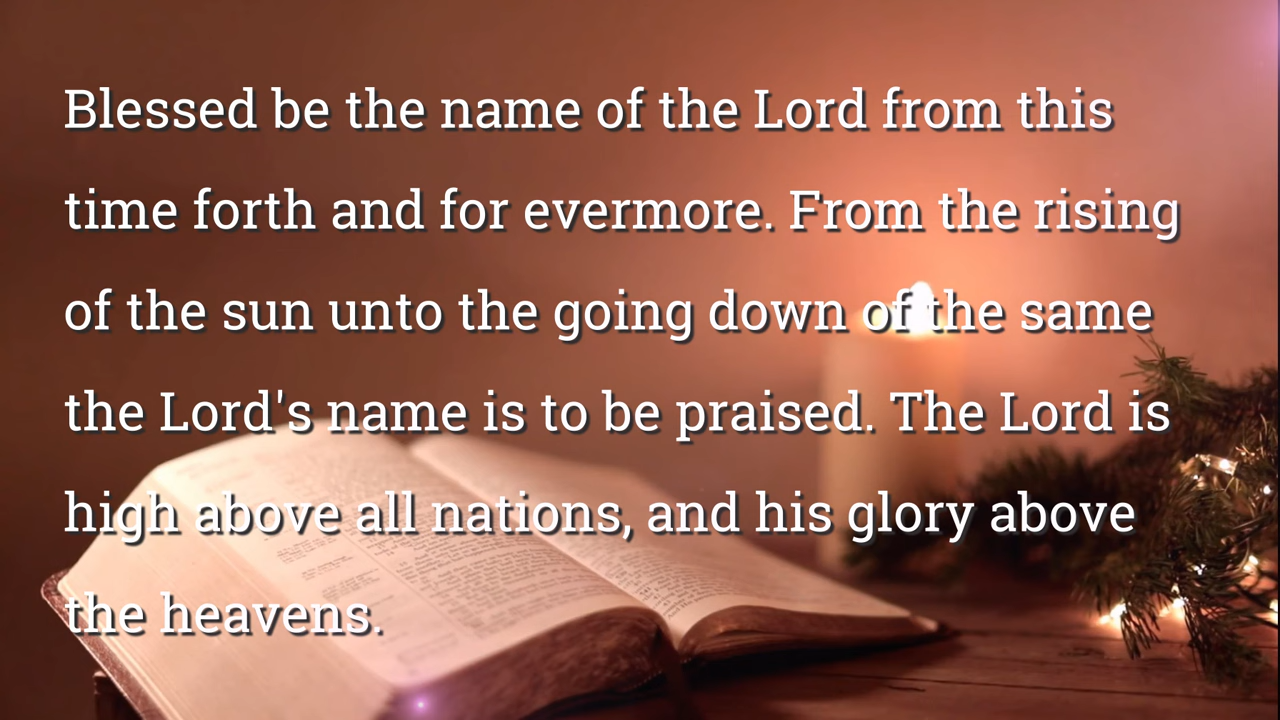 Blessed be the name of the Lord from this
time forth and for evermore. From the rising
of the sun unto the going down of the same
the Lord's name is to be praised. The Lord is
high above all nations, and his glory above
the heavens.